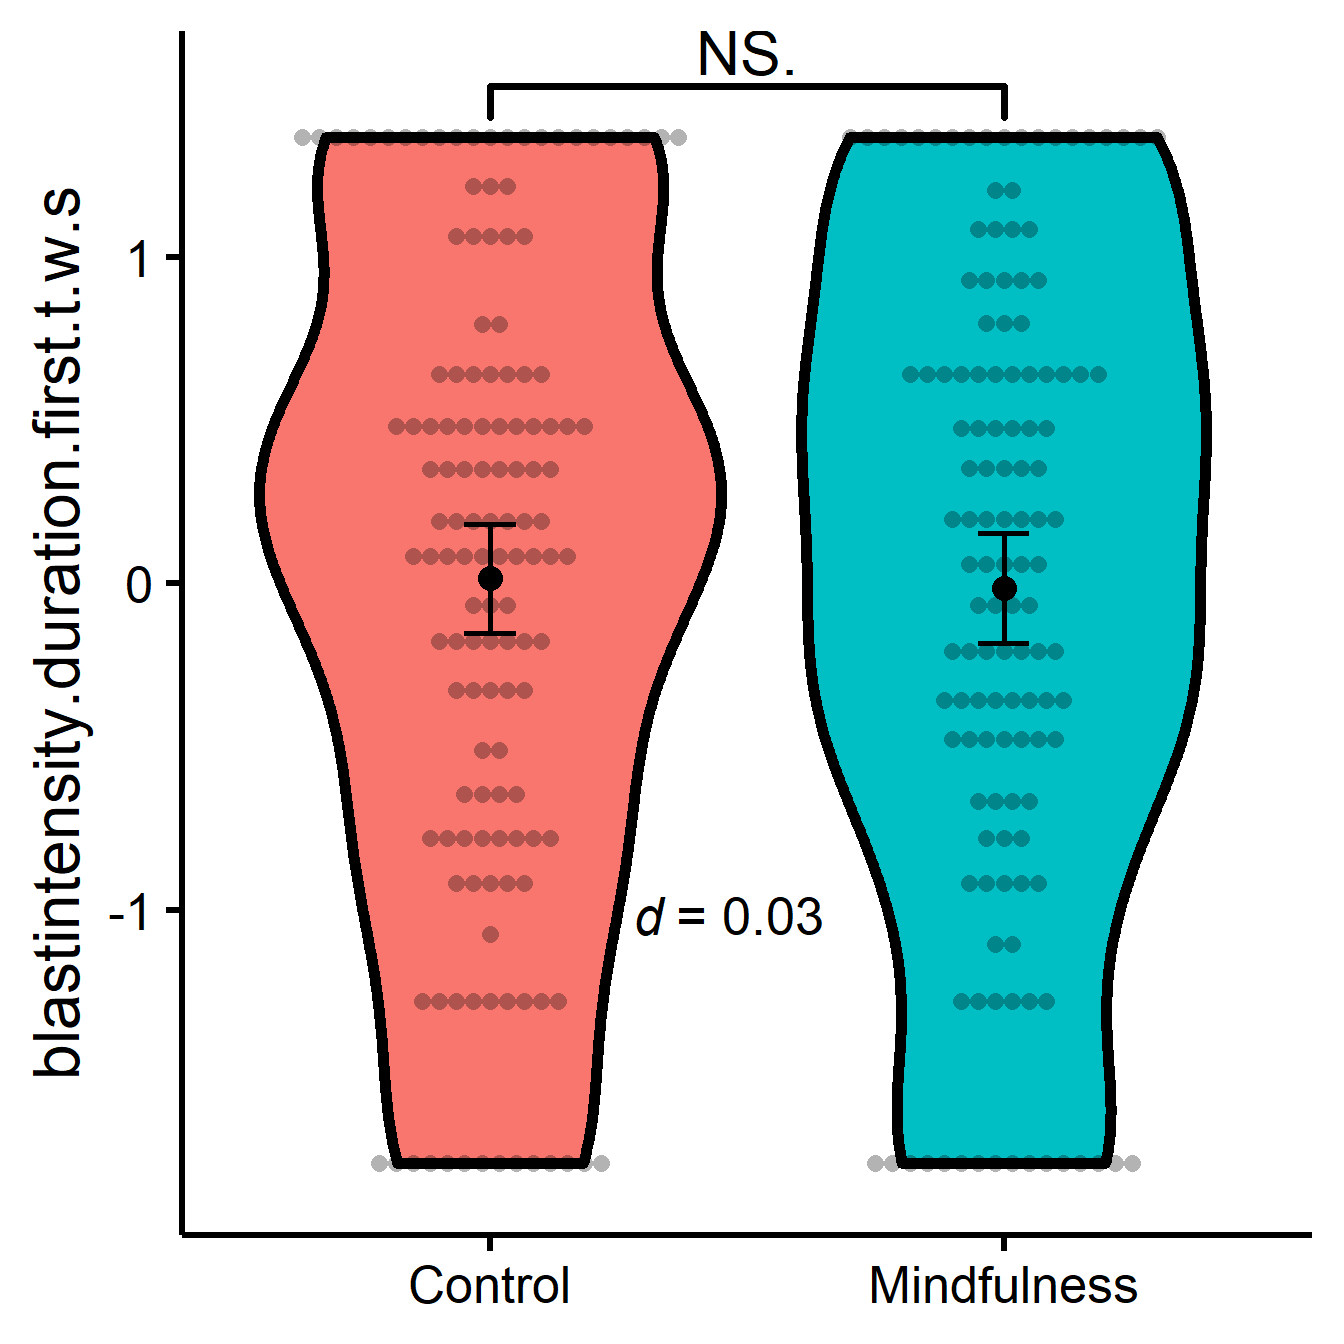 NS.
blastintensity.duration.first.t.w.s
1
0
-1
d = 0.03
Control
Mindfulness